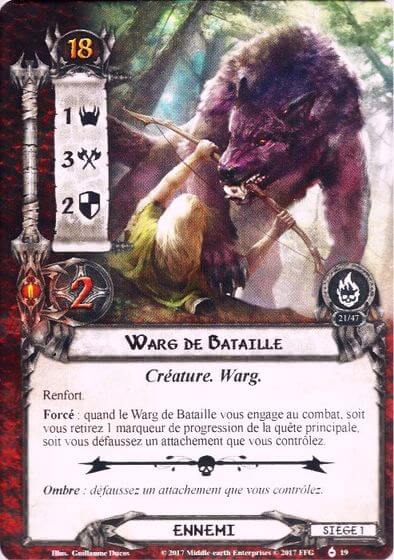 18
1
3
2
2
21/47
Warg de Bataille
Créature. Warg.
Renfort.
Forcé : quand le Warg de Bataille vous engage au combat, soit
vous retirez 1 marqueur de progression de la quête principale,
soit vous défaussez un attachement que vous contrôlez.
Ombre : défaussez un attachement que vous contrôlez.
ENNEMI
SIEGE 1
Illus. Guillaume Ducos
© 2017 Middle-earth Enterprises © 2017 FFG
19